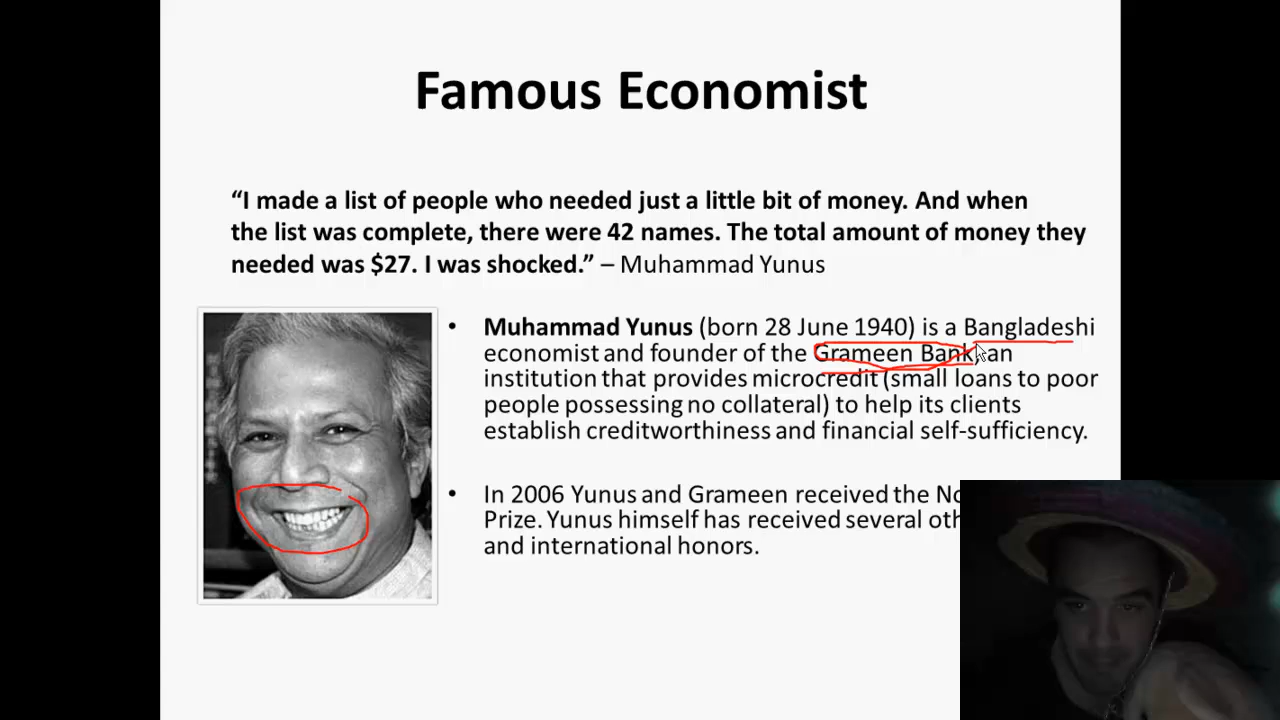 Famous Economist
“I made a list of people who needed just a little bit of money. And when
the list was complete, there were 42 names. The total amount of money they
needed was $27. I was shocked.” – Muhammad Yunus
• Muhammad Yunus (born 28 June 1940) is a Bangladeshi
economist and founder of the Grameen Bank, an
institution that provides microcredit (small loans to poor
people possessing no collateral) to help its clients
establish creditworthiness and financial self-sufficiency.
• In 2006 Yunus and Grameen received the
Prize. Yunus himself has received several
and international honors.